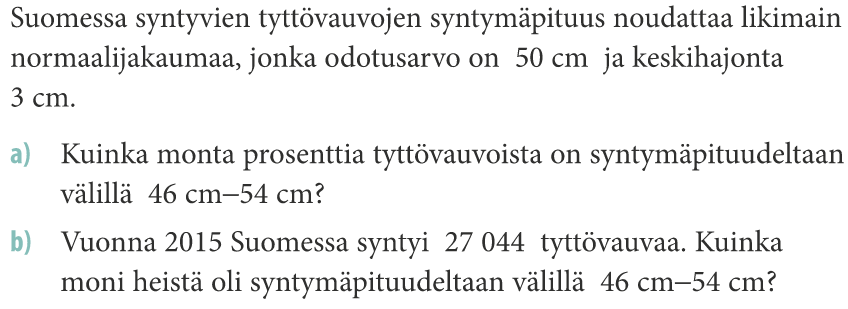 Suomessa syntyvien tyttövauvojen syntymäpituus noudattaa likimain
normaalijakaumaa, jonka odotusarvo on 50 cm ja keskihajonta
3 cm.
a) Kuinka monta prosenttia tyttövauvoista on syntymäpituudeltaan
välillä 46 cm–54 cm?
b) Vuonna 2015 Suomessa syntyi 27 044 tyttövauvaa. Kuinka
moni heistä oli syntymäpituudeltaan välillä 46 cm–54 cm?